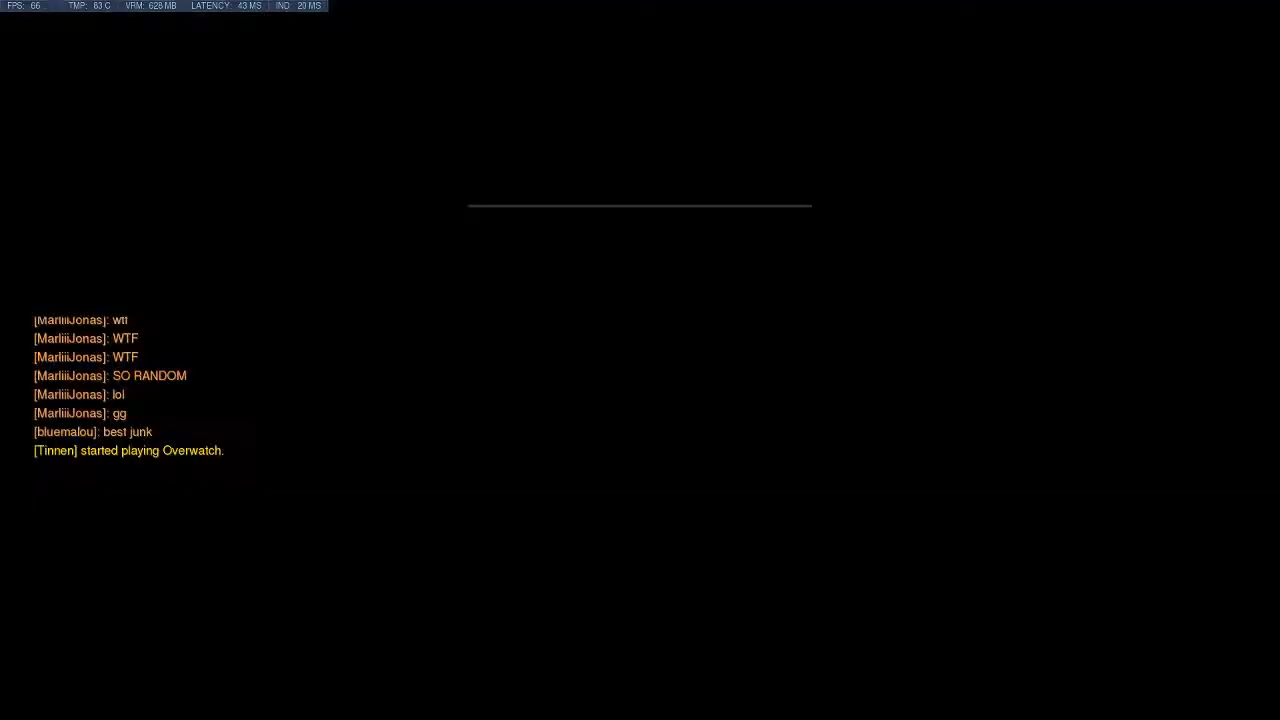 FPS: 66 TMP: 83 C VRM: 628 MB LATENCY: 43 MS IND: 20 MS
[MarliiiJonas]: wtf
[MarliiiJonas]: WTF
[MarliiiJonas]: WTF
[MarliiiJonas]: SO RANDOM
[MarliiiJonas]: lol
[MarliiiJonas]: gg
[bluemalou]: best junk
[Tinnen] started playing Overwatch.